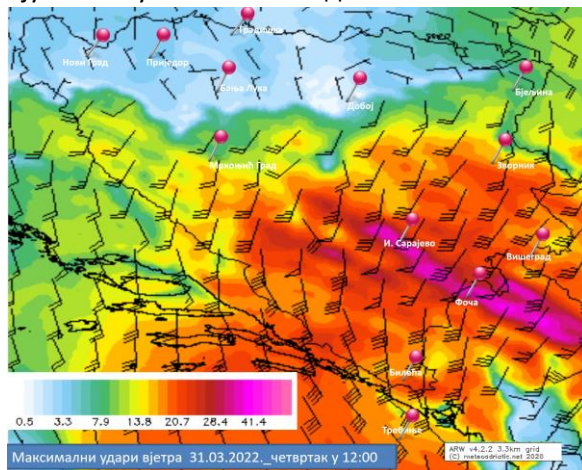 Градишка
Нови Град
Приједор
Бања Лука
Добој
Бјељина
Мркоњић Град
Зворник
И. Сарајево
Вишеград
Фоча
Билећа
Требиње
0.5 3.3 7.9 13.8 20.7 28.4 41.4
Максимални удари вјетра 31.03.2022._четвртак у 12:00
ARW v4.2.2 3.3km grid
(C) meteoadriatic.net 2020